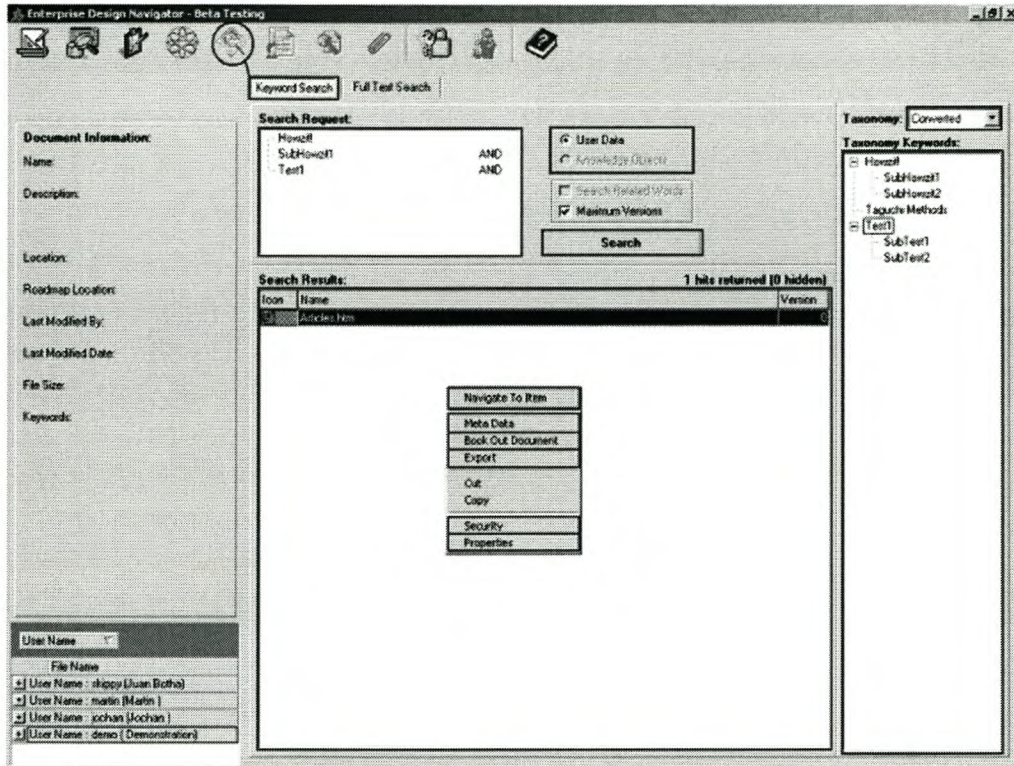 Enterprise Design Navigator - Beta Testing
Keyword Search
Full Text Search
Document Information:
Name:
Description:
Location:
Roadmap Location:
Last Modified By:
Last Modified Date:
File Size:
Keywords:
Search Request:
Howzit!
SubHowzit1 AND
Test1 AND
User Data
Knowledge Objects
Search Related Words
Maximum Versions
Search
Search Results:
1 hits returned (0 hidden)
Icon Name Version
Articles.htm 0
Navigate To Item
Meta Data
Book Out Document
Export
Cut
Copy
Security
Properties
Taxonomy: Converted
Taxonomy Keywords:
Howzit!
SubHowzit1
SubHowzit2
Taguchi Methods
Test1
SubTest1
SubTest2
User Name
File Name
User Name : skippy (Juan Botha)
User Name : martin (Martin )
User Name : jochan (Jochan )
User Name : demo ( Demonstration)